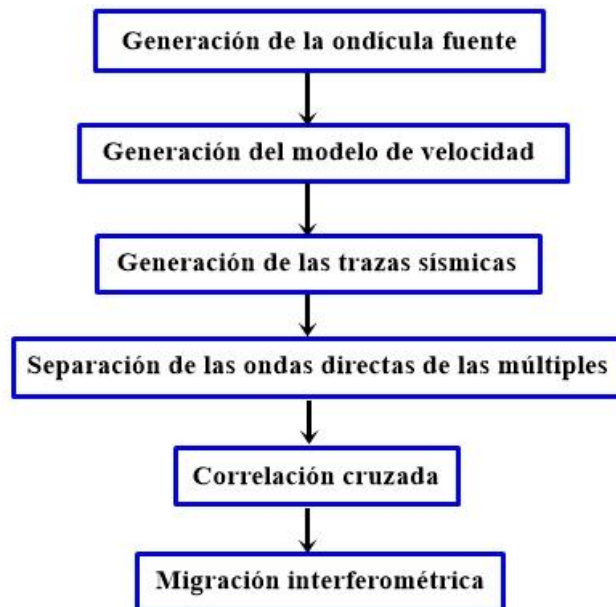 Generación de la ondícula fuente
Generación del modelo de velocidad
Generación de las trazas sísmicas
Separación de las ondas directas de las múltiples
Correlación cruzada
Migración interferométrica